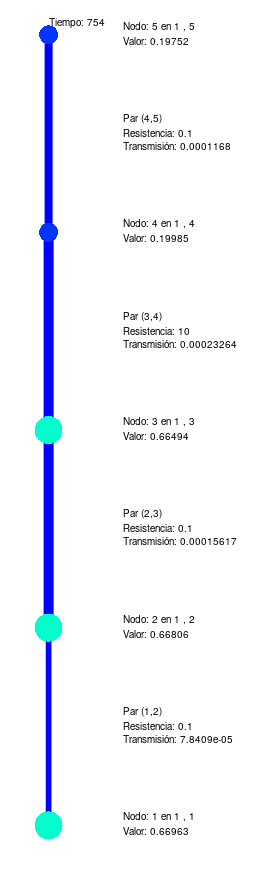 Tiempo: 754
Nodo: 5 en 1 , 5
Valor: 0.19752
Par (4,5)
Resistencia: 0.1
Transmisión: 0.0001168
Nodo: 4 en 1 , 4
Valor: 0.19985
Par (3,4)
Resistencia: 10
Transmisión: 0.00023264
Nodo: 3 en 1 , 3
Valor: 0.66494
Par (2,3)
Resistencia: 0.1
Transmisión: 0.00015617
Nodo: 2 en 1 , 2
Valor: 0.66806
Par (1,2)
Resistencia: 0.1
Transmisión: 7.8409e-05
Nodo: 1 en 1 , 1
Valor: 0.66963